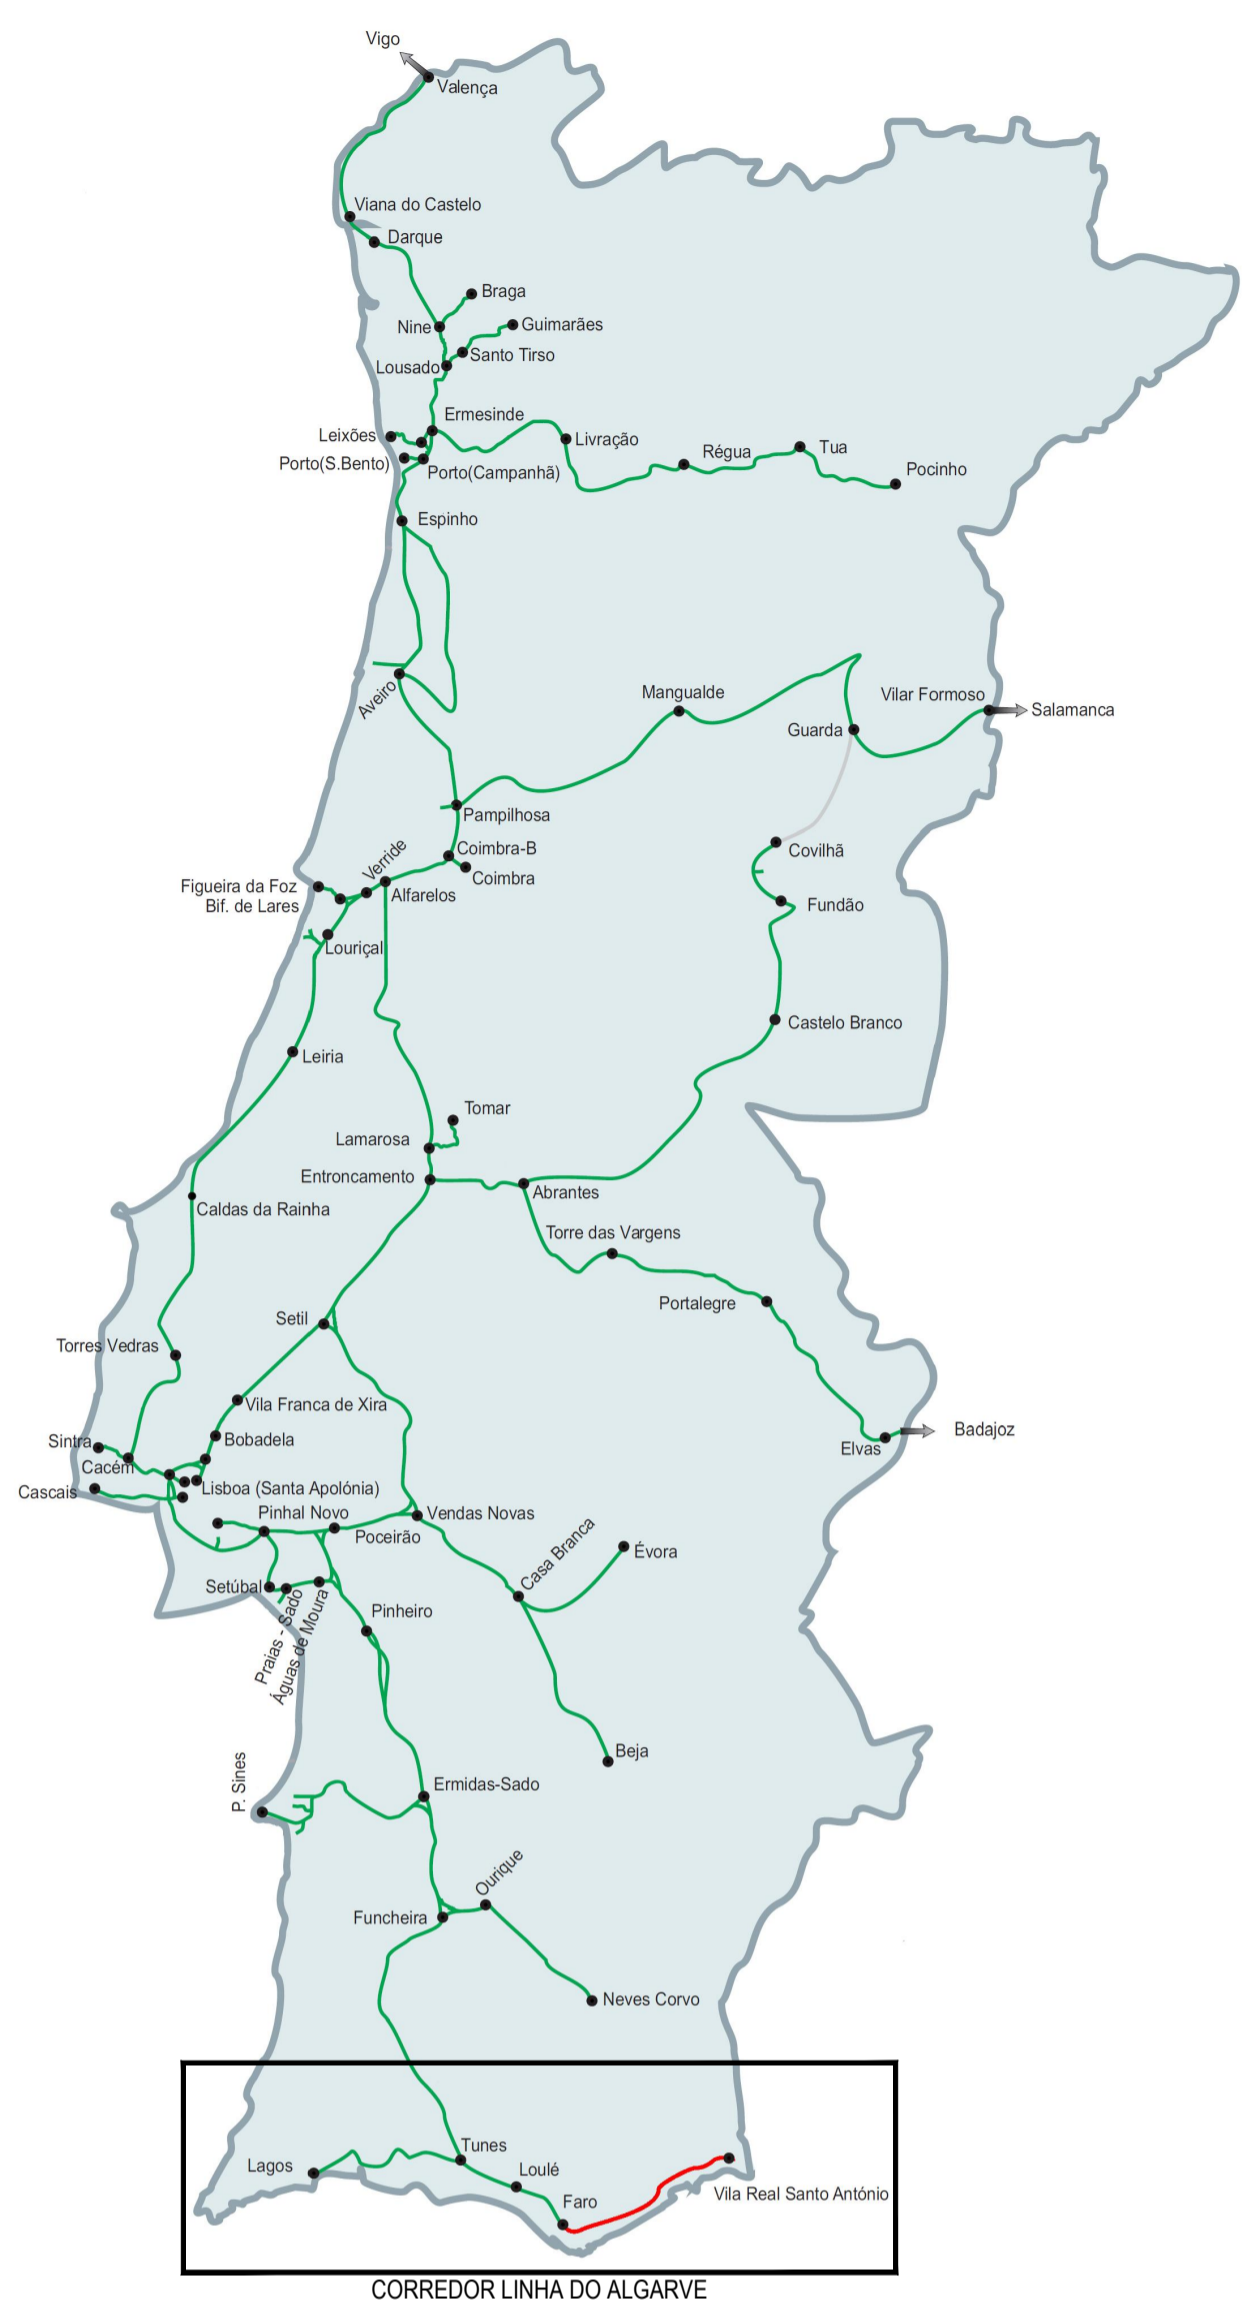 Vigo
Valença
Viana do Castelo
Darque
Braga
Nine
Guimarães
Santo Tirso
Lousado
Ermesinde
Leixões
Livração
Tua
Régua
Porto(S.Bento)
Porto(Campanhã)
Pocinho
Espinho
Aveiro
Mangualde
Vilar Formoso
Salamanca
Guarda
Pampilhosa
Coimbra-B
Verride
Covilhã
Coimbra
Figueira da Foz
Alfarelos
Bif. de Lares
Fundão
Louriçal
Castelo Branco
Leiria
Tomar
Lamarosa
Entroncamento
Abrantes
Caldas da Rainha
Torre das Vargens
Portalegre
Setil
Torres Vedras
Vila Franca de Xira
Badajoz
Sintra
Bobadela
Elvas
Cacém
Lisboa (Santa Apolónia)
Cascais
Pinhal Novo
Vendas Novas
Poceirão
Casa Branca
Évora
Setúbal
Pinheiro
Praias - Sado
Águas de Moura
Beja
P. Sines
Ermidas-Sado
Ourique
Funcheira
Neves Corvo
Tunes
Lagos
Loulé
Vila Real Santo António
Faro
CORREDOR LINHA DO ALGARVE